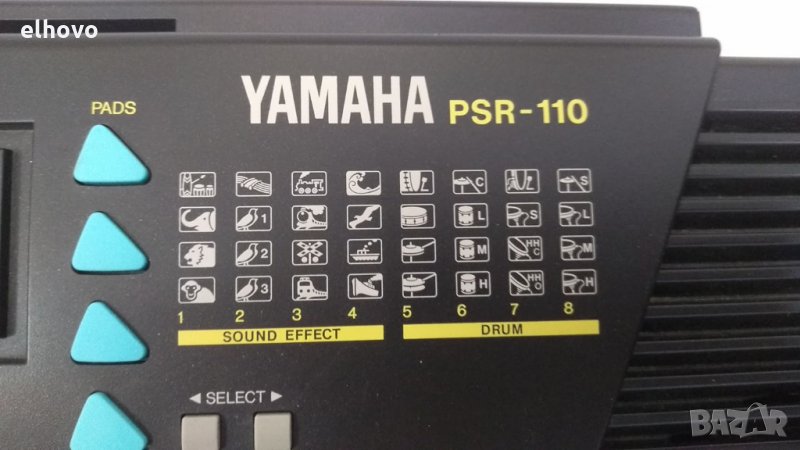 elhovo
YAMAHA PSR-110
PADS
C S
1 L S L
2 M HH C M
3 H HH O H
1 2 3 4 5 6 7 8
SOUND EFFECT DRUM
◄ SELECT ►
BAZAR